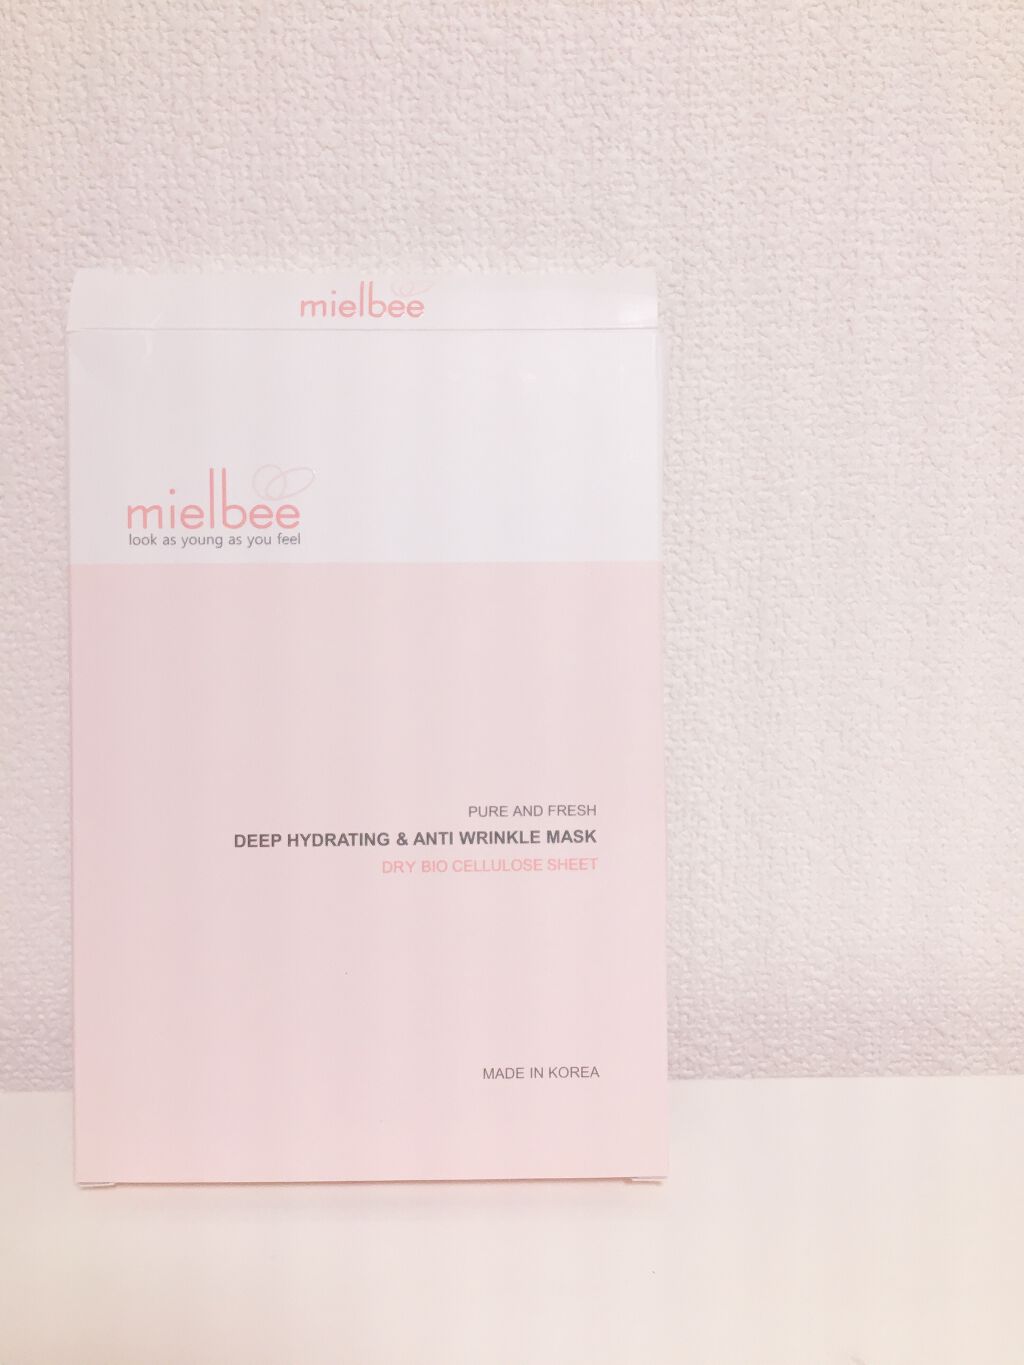 mielbee
mielbee
look as young as you feel
PURE AND FRESH
DEEP HYDRATING & ANTI WRINKLE MASK
DRY BIO CELLULOSE SHEET
MADE IN KOREA